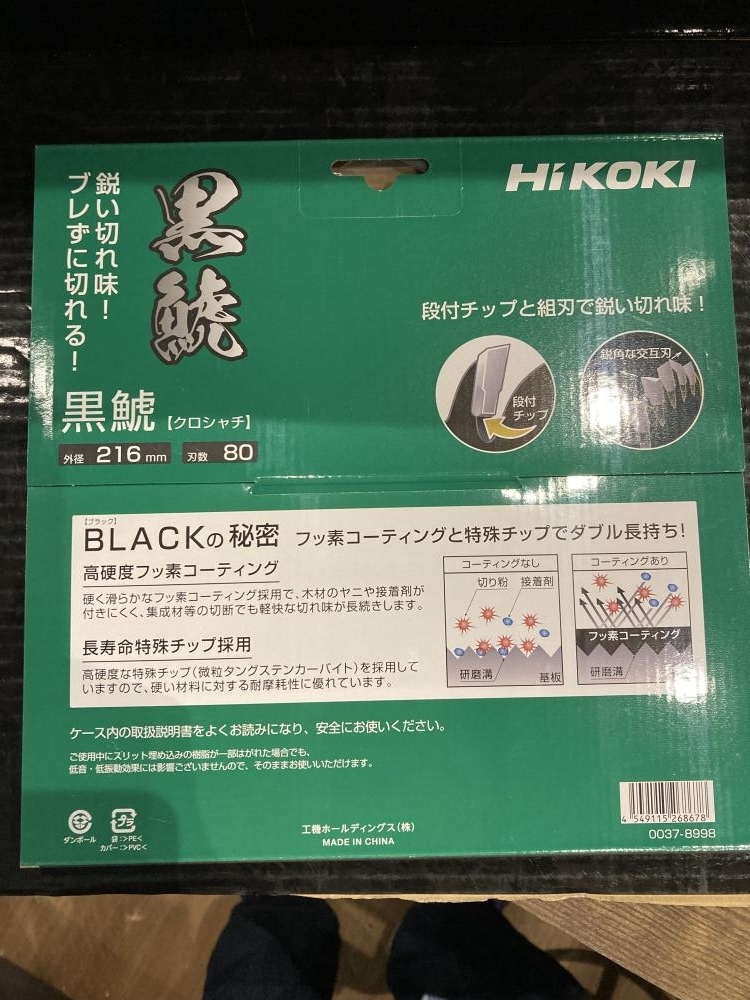 HiKOKI
鋭い切れ味！
ブレずに切れる！
黒鯱
段付チップと組刃で鋭い切れ味！
段付
チップ
鋭角な交互刃
黒鯱【クロシャチ】
外径 216mm 刃数 80
【ブラック】
BLACKの秘密 フッ素コーティングと特殊チップでダブル長持ち！
高硬度フッ素コーティング
硬く滑らかなフッ素コーティング採用で、木材のヤニや接着剤が
付きにくく、集成材等の切断でも軽快な切れ味が長続きします。
長寿命特殊チップ採用
高硬度な特殊チップ（微粒タングステンカーバイト）を採用して
いますので、硬い材料に対する耐摩耗性に優れています。
コーティングなし
切り粉 接着剤
研磨溝 基板
コーティングあり
フッ素コーティング
研磨溝
ケース内の取扱説明書をよくお読みになり、安全にお使いください。
ご使用中にスリット埋め込みの樹脂が一部はがれた場合でも、
低音・低振動効果には影響ございませんので、そのままお使いいただけます。
ダンボール
プラ
袋：>PE<
カバー：>PVC<
工機ホールディングス（株）
MADE IN CHINA
4 549115 268678
0037-8998